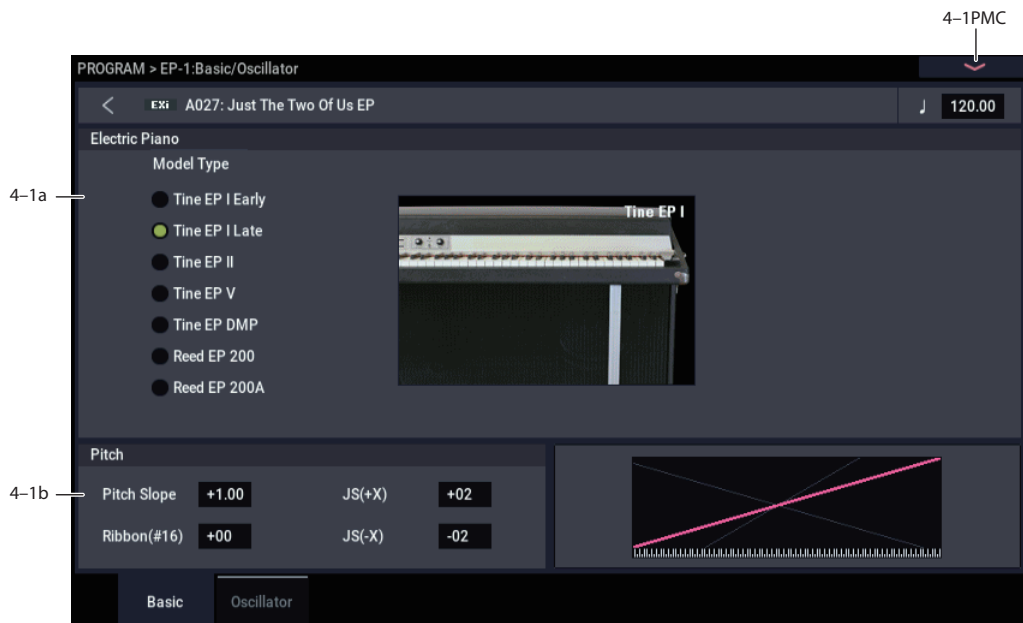 4–1PMC
PROGRAM > EP-1:Basic/Oscillator
EXi A027: Just The Two Of Us EP
♩ 120.00
Electric Piano
Model Type
4–1a
Tine EP I Early
Tine EP I Late
Tine EP II
Tine EP V
Tine EP DMP
Reed EP 200
Reed EP 200A
Tine EP I
Pitch
4–1b
Pitch Slope +1.00 JS(+X) +02
Ribbon(#16) +00 JS(-X) -02
Basic Oscillator